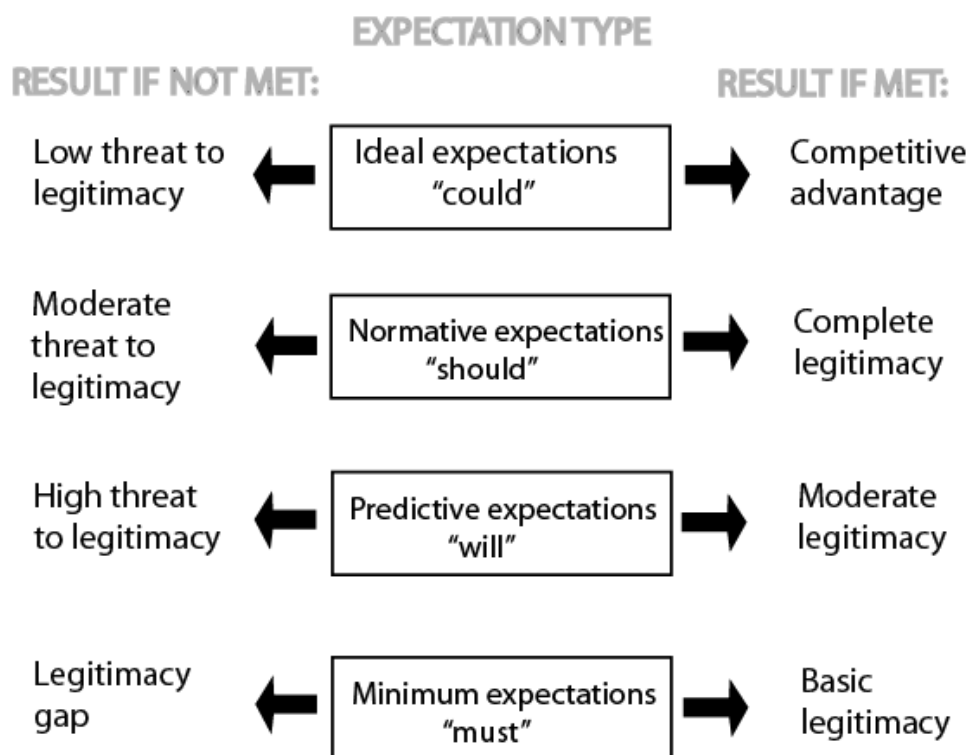 EXPECTATION TYPE
RESULT IF NOT MET:
RESULT IF MET:
Low threat to
legitimacy
Ideal expectations
“could”
Competitive
advantage
Moderate
threat to
legitimacy
Normative expectations
“should”
Complete
legitimacy
High threat
to legitimacy
Predictive expectations
“will”
Moderate
legitimacy
Legitimacy
gap
Minimum expectations
“must”
Basic
legitimacy